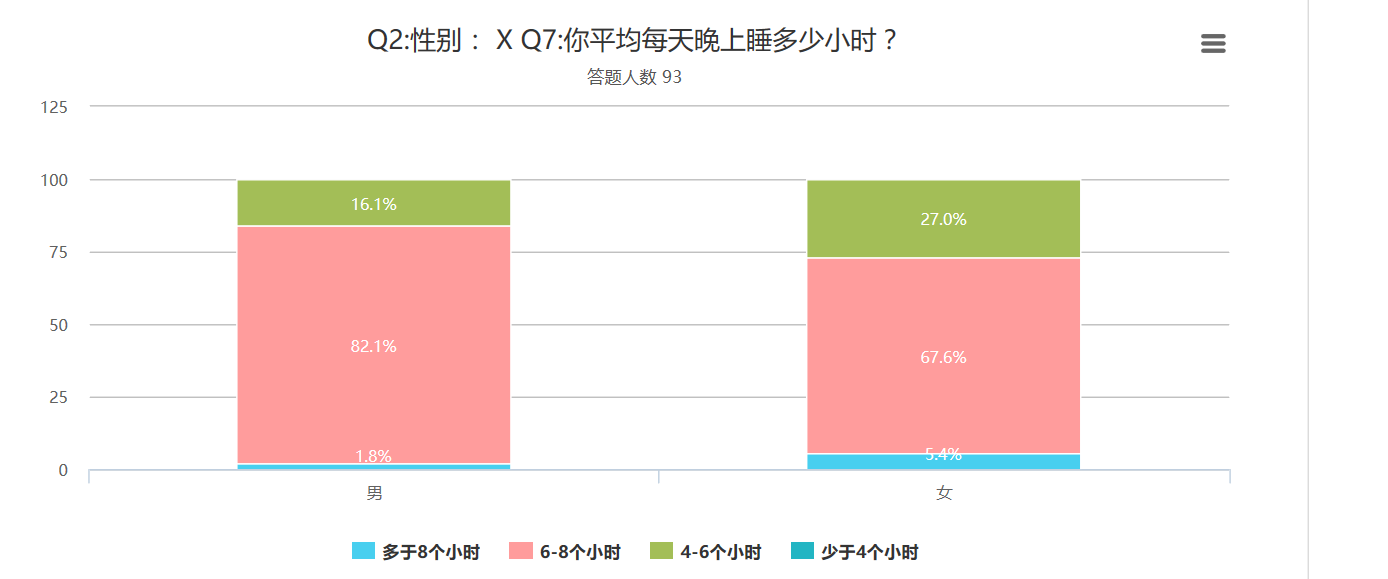 Q2:性别： X Q7:你平均每天晚上睡多少小时？
答题人数 93
125
100
16.1%
27.0%
75
82.1%
67.6%
50
25
1.8%
5.4%
0
男
女
多于8个小时 6-8个小时 4-6个小时 少于4个小时